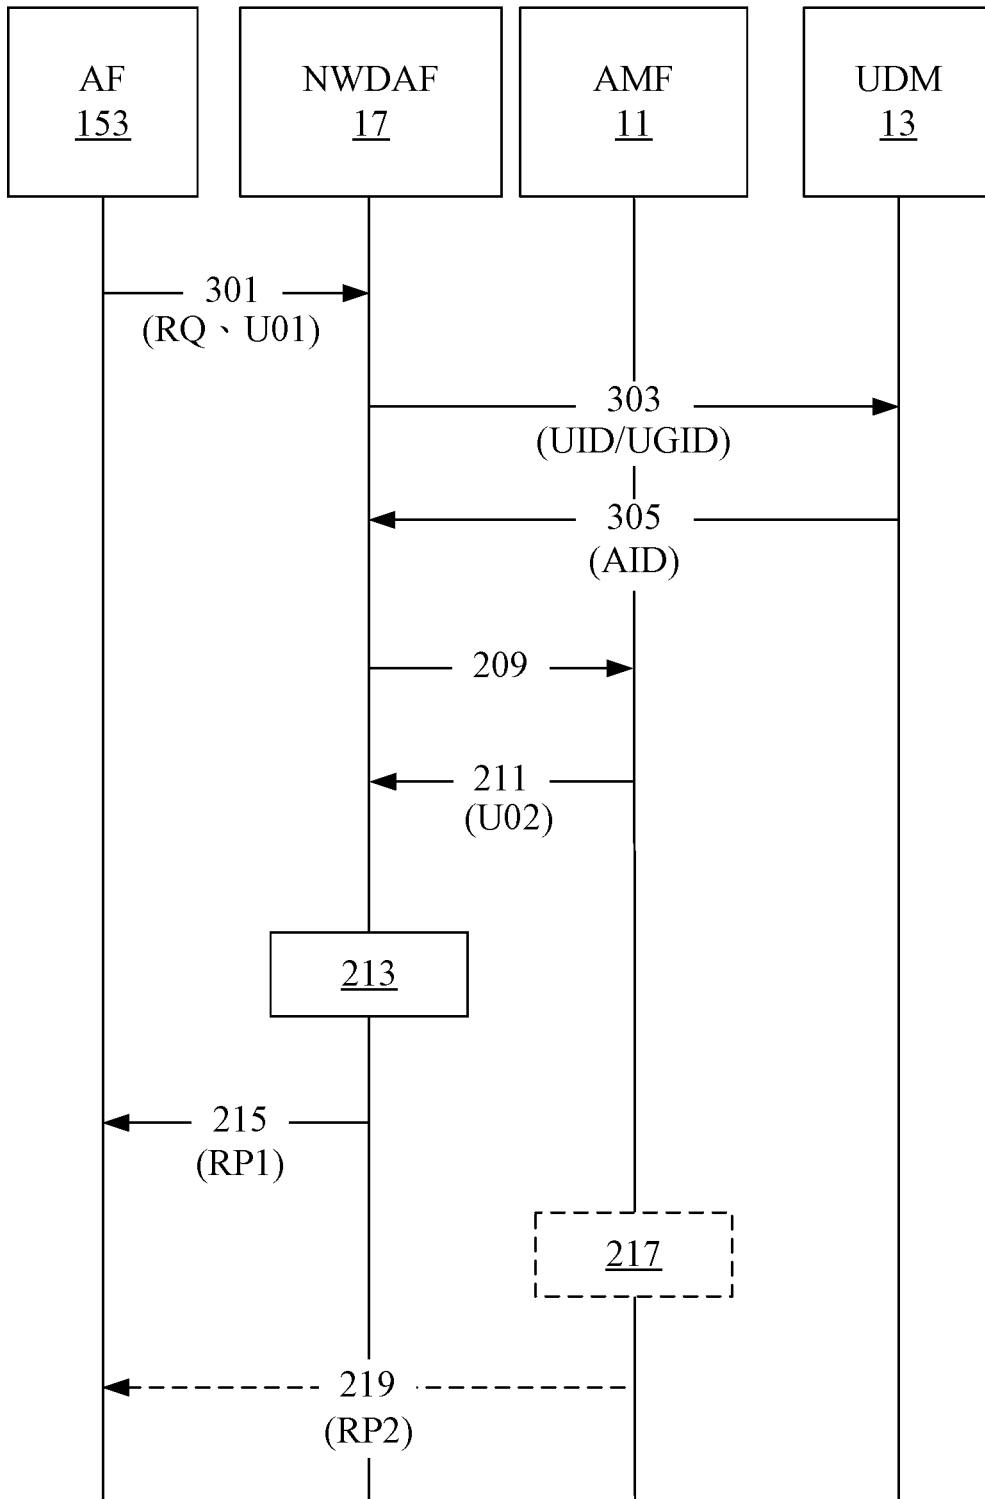 AF
153
NWDAF
17
AMF
11
UDM
13
301
(RQ、U01)
303
(UID/UGID)
305
(AID)
209
211
(U02)
213
215
(RP1)
217
219
(RP2)